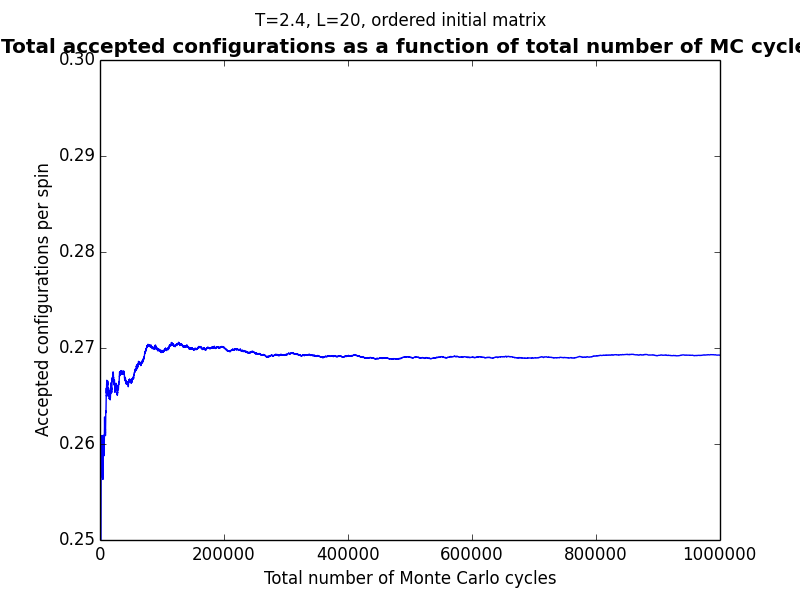 T=2.4, L=20, ordered initial matrix
Total accepted configurations as a function of total number of MC cycle
0.30
0.29
0.28
0.27
0.26
0.25
Accepted configurations per spin
0 200000 400000 600000 800000 1000000
Total number of Monte Carlo cycles